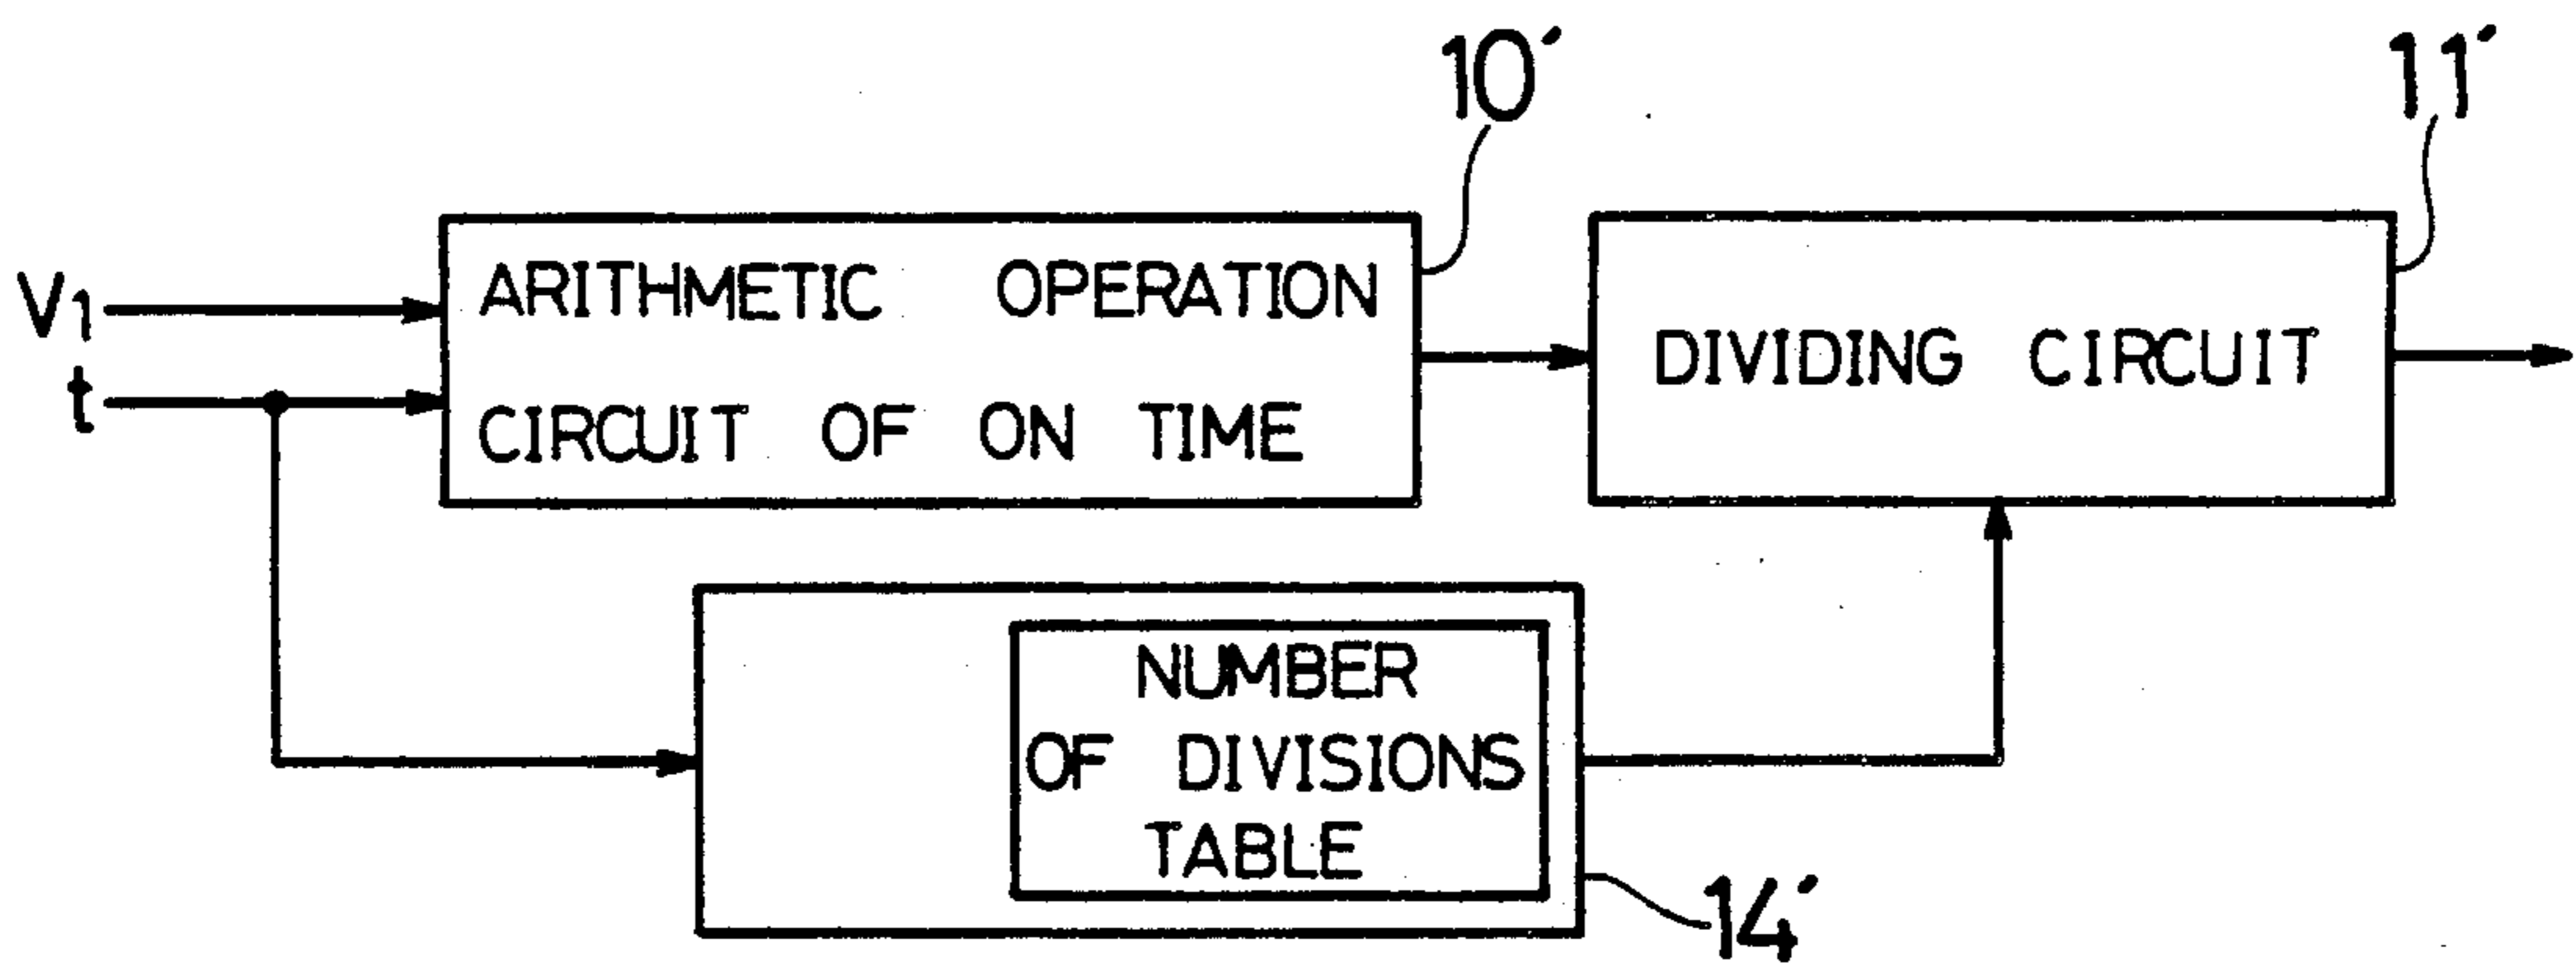 10′
11′
V1
t
ARITHMETIC OPERATION
CIRCUIT OF ON TIME
DIVIDING CIRCUIT
NUMBER
OF DIVISIONS
TABLE
14′